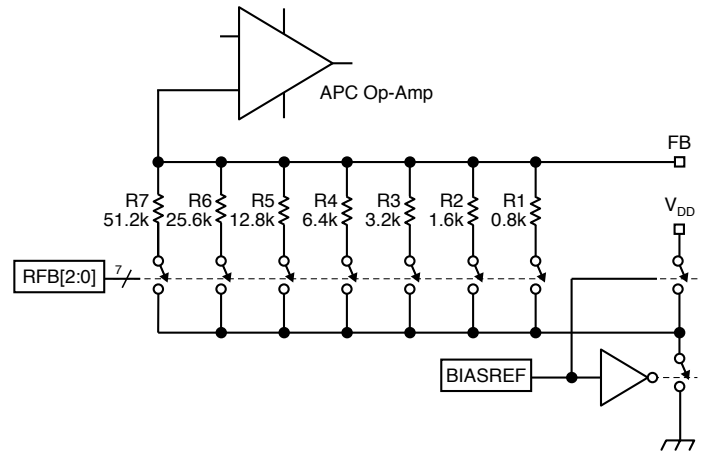 APC Op-Amp
FB
R7 R6 R5 R4 R3 R2 R1
51.2k 25.6k 12.8k 6.4k 3.2k 1.6k 0.8k
VDD
RFB[2:0] 7
BIASREF